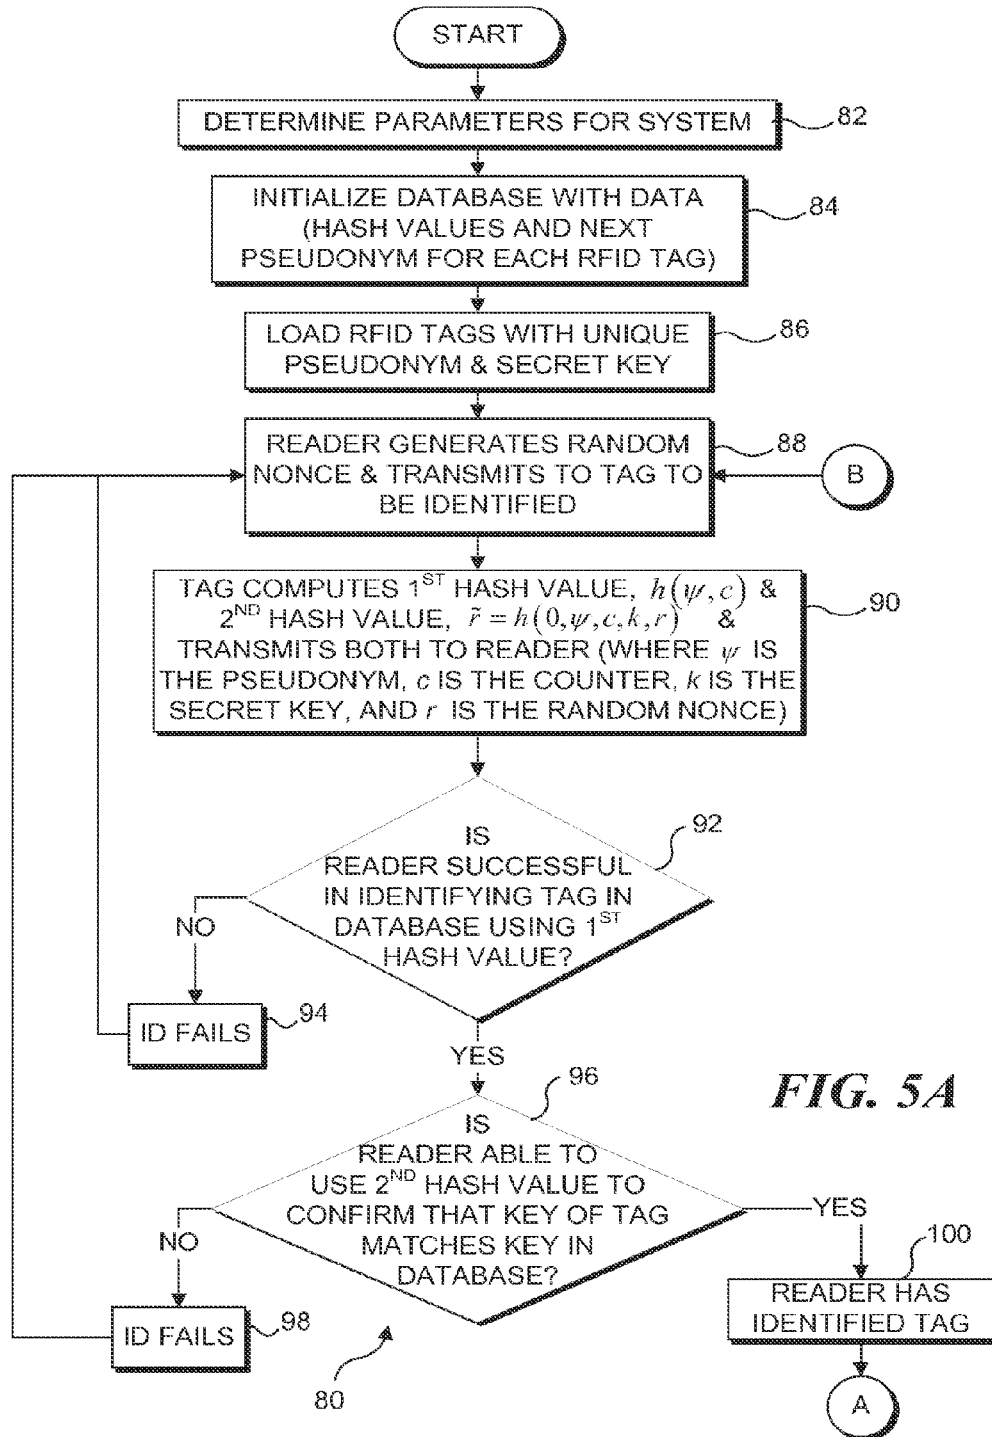 START
DETERMINE PARAMETERS FOR SYSTEM
82
INITIALIZE DATABASE WITH DATA
(HASH VALUES AND NEXT
PSEUDONYM FOR EACH RFID TAG)
84
LOAD RFID TAGS WITH UNIQUE
PSEUDONYM & SECRET KEY
86
READER GENERATES RANDOM
NONCE & TRANSMITS TO TAG TO
BE IDENTIFIED
88
B
TAG COMPUTES 1ST HASH VALUE, h(ψ,c) &
2ND HASH VALUE, r̃ = h(0,ψ,c,k,r) &
TRANSMITS BOTH TO READER (WHERE ψ IS
THE PSEUDONYM, c IS THE COUNTER, k IS THE
SECRET KEY, AND r IS THE RANDOM NONCE)
90
IS
READER SUCCESSFUL
IN IDENTIFYING TAG IN
DATABASE USING 1ST
HASH VALUE?
92
NO
ID FAILS
94
YES
FIG. 5A
IS
READER ABLE TO
USE 2ND HASH VALUE TO
CONFIRM THAT KEY OF TAG
MATCHES KEY IN
DATABASE?
96
NO
ID FAILS
98
YES
100
READER HAS
IDENTIFIED TAG
80
A